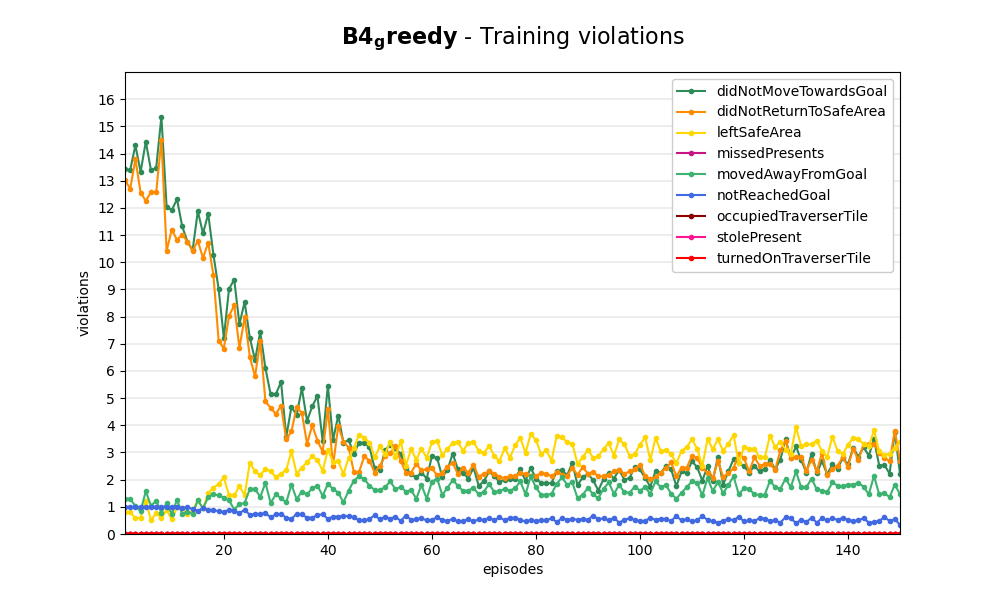 B4greedy - Training violations
violations
16
15
14
13
12
11
10
9
8
7
6
5
4
3
2
1
0
didNotMoveTowardsGoal
didNotReturnToSafeArea
leftSafeArea
missedPresents
movedAwayFromGoal
notReachedGoal
occupiedTraverserTile
stolePresent
turnedOnTraverserTile
20 40 60 80 100 120 140
episodes